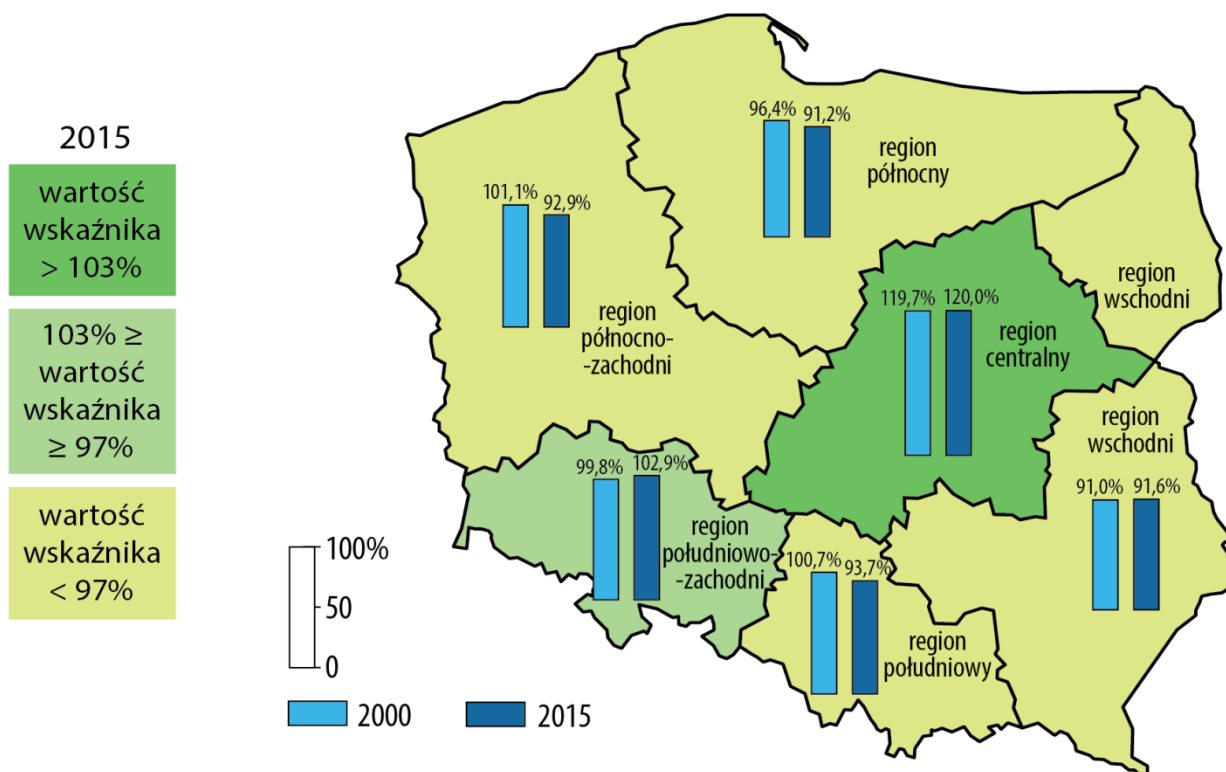 2015
wartość
wskaźnika
> 103%
103% ≥
wartość
wskaźnika
≥ 97%
wartość
wskaźnika
< 97%
100%
50
0
2000
2015
96,4%
91,2%
region
północny
101,1%
92,9%
region
północno-
-zachodni
region
wschodni
119,7%
120,0%
region
centralny
region
wschodni
91,0%
91,6%
99,8%
102,9%
region
południowo-
-zachodni
100,7%
93,7%
region
południowy